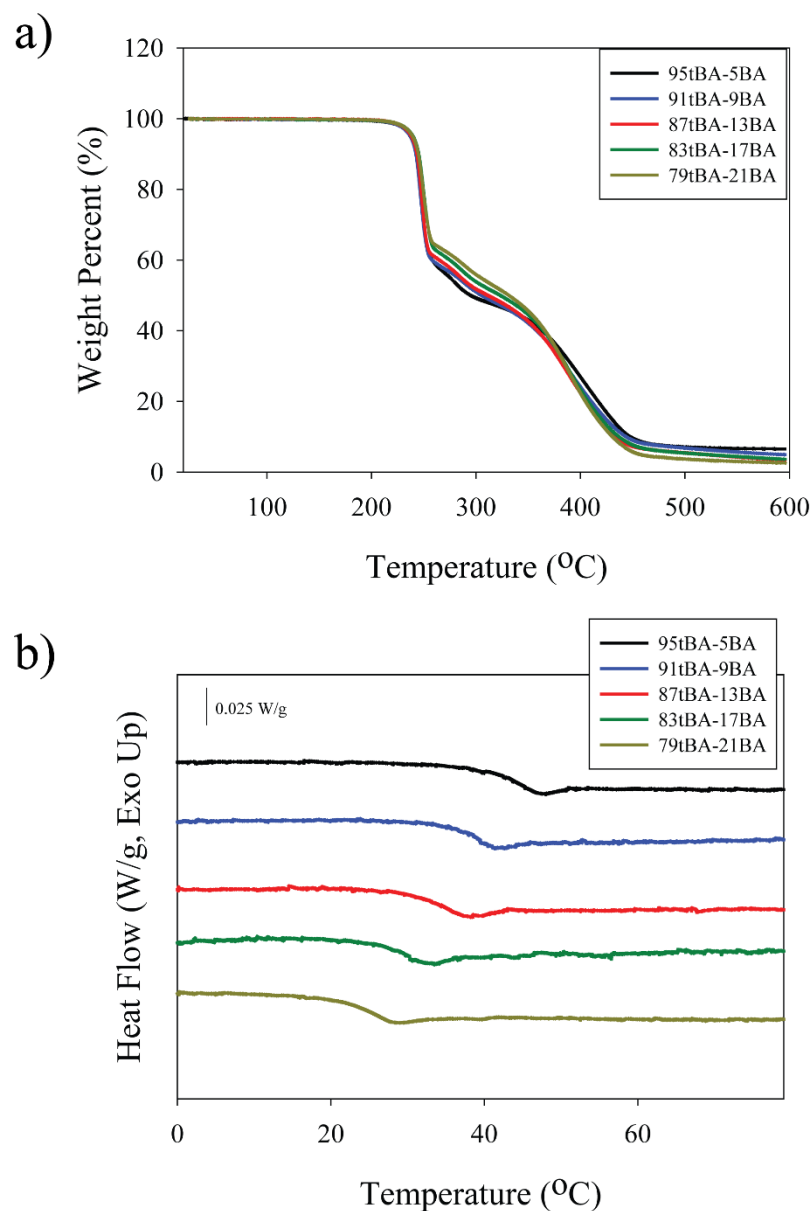 a)
120
100
80
60
40
20
0
Weight Percent (%)
95tBA-5BA
91tBA-9BA
87tBA-13BA
83tBA-17BA
79tBA-21BA
100 200 300 400 500 600
Temperature (⁰C)
b)
95tBA-5BA
91tBA-9BA
87tBA-13BA
83tBA-17BA
79tBA-21BA
0.025 W/g
Heat Flow (W/g, Exo Up)
0 20 40 60
Temperature (⁰C)